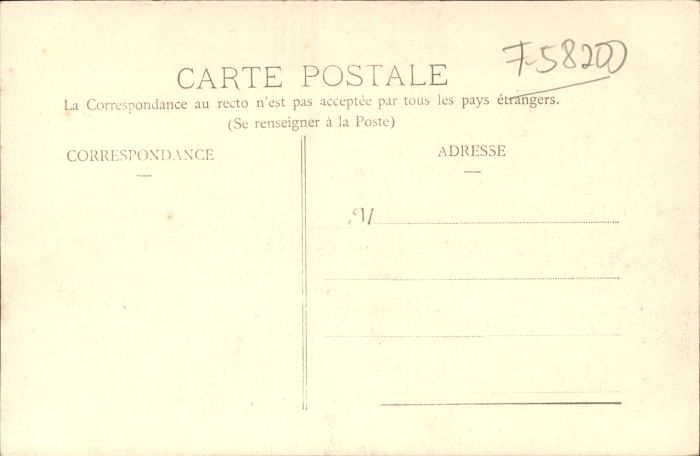 F-58200
CARTE POSTALE
La Correspondance au recto n'est pas acceptée par tous les pays étrangers.
(Se renseigner à la Poste)
CORRESPONDANCE
ADRESSE
M